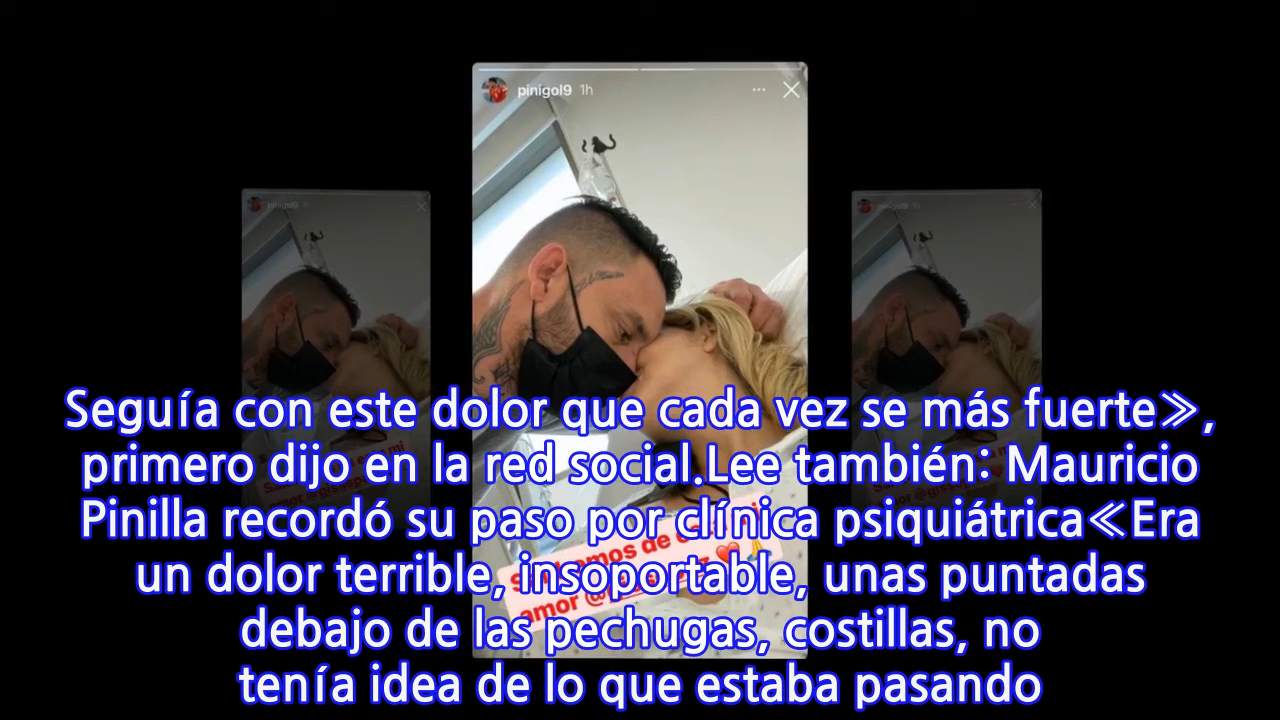 pinigol9 1h
Seguía con este dolor que cada vez se más fuerte≫,
primero dijo en la red social.Lee también: Mauricio
Pinilla recordó su paso por clínica psiquiátrica≪Era
un dolor terrible, insoportable, unas puntadas
debajo de las pechugas, costillas, no
tenía idea de lo que estaba pasando
de
amor